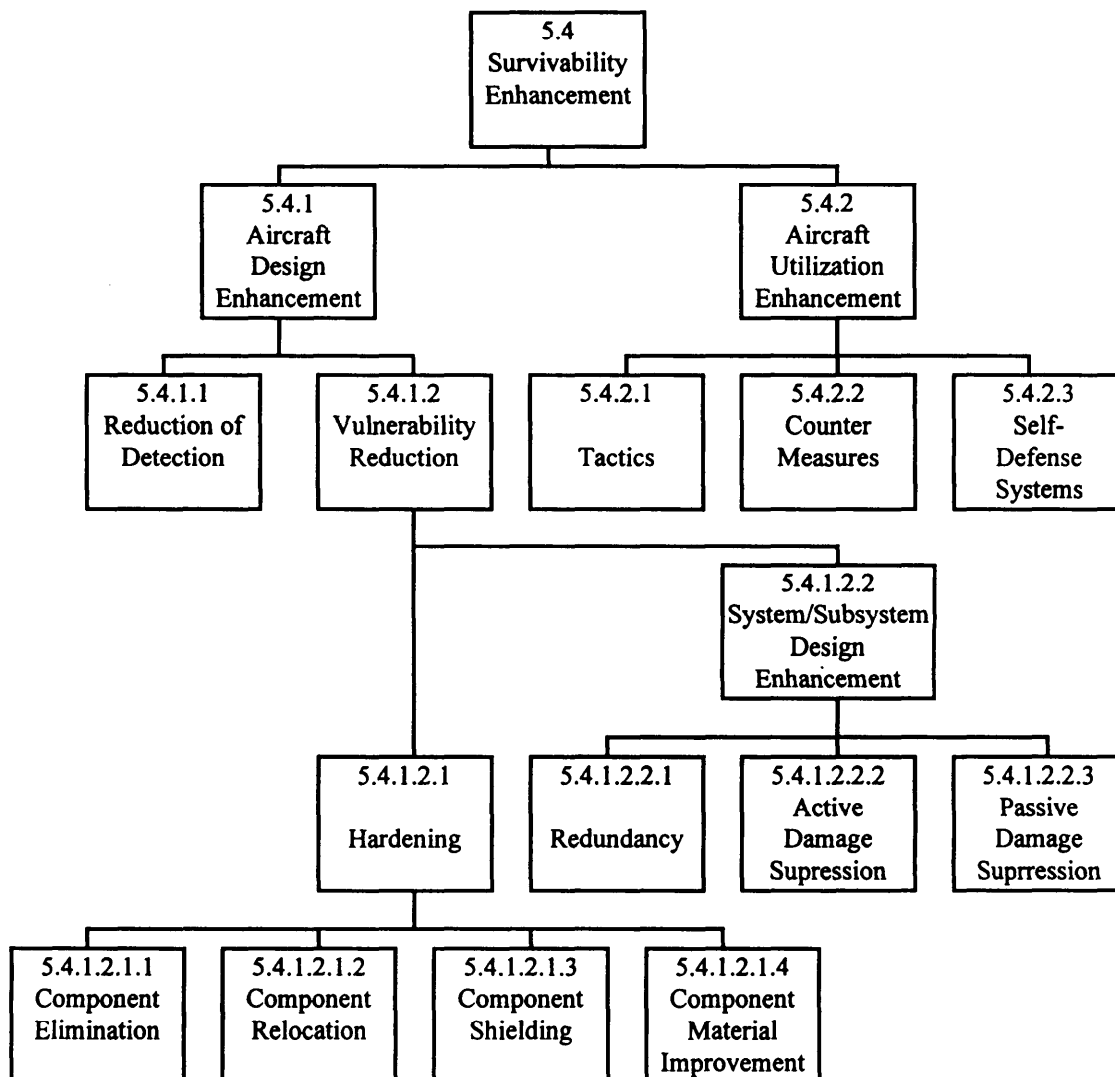 5.4
Survivability
Enhancement
5.4.1
Aircraft
Design
Enhancement
5.4.2
Aircraft
Utilization
Enhancement
5.4.1.1
Reduction of
Detection
5.4.1.2
Vulnerability
Reduction
5.4.2.1
Tactics
5.4.2.2
Counter
Measures
5.4.2.3
Self-
Defense
Systems
5.4.1.2.2
System/Subsystem
Design
Enhancement
5.4.1.2.1
Hardening
5.4.1.2.2.1
Redundancy
5.4.1.2.2.2
Active
Damage
Supression
5.4.1.2.2.3
Passive
Damage
Suprression
5.4.1.2.1.1
Component
Elimination
5.4.1.2.1.2
Component
Relocation
5.4.1.2.1.3
Component
Shielding
5.4.1.2.1.4
Component
Material
Improvement